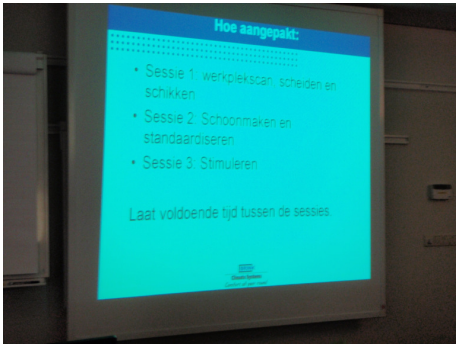 Hoe aangepakt:
• Sessie 1: werkplekscan, scheiden en
schikken
• Sessie 2: Schoonmaken en
standaardiseren
• Sessie 3: Stimuleren
Laat voldoende tijd tussen de sessies.